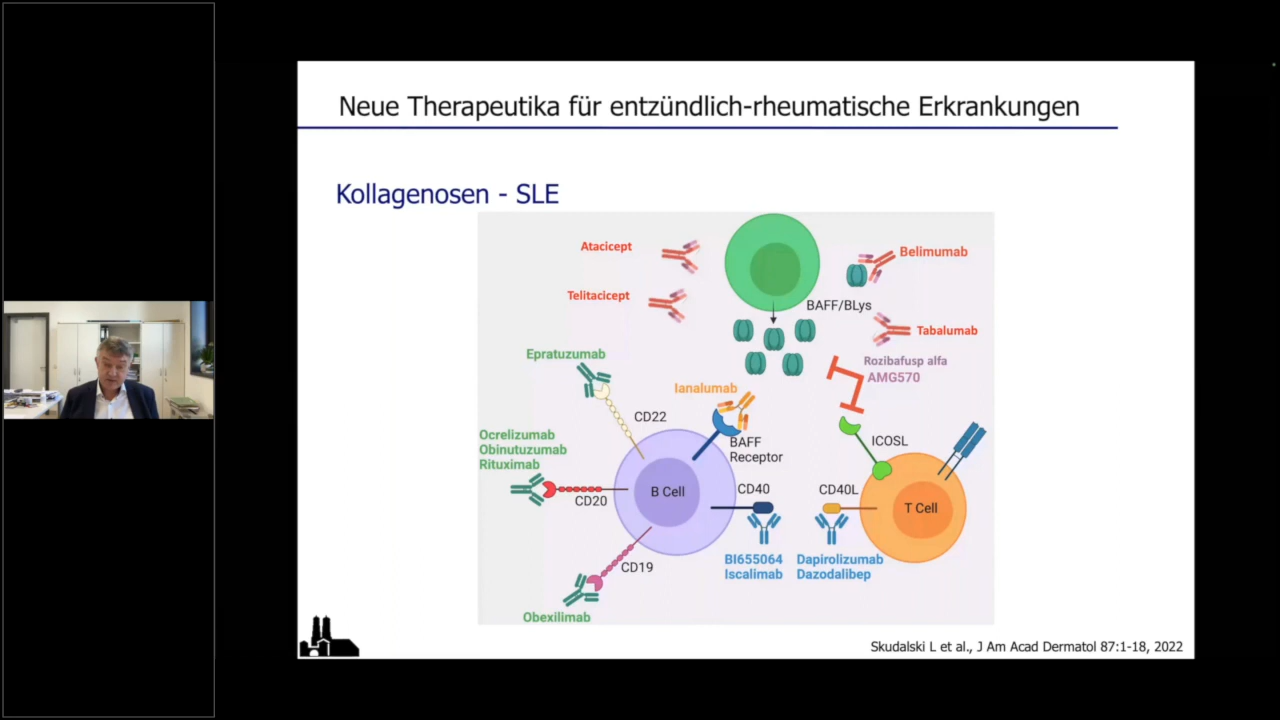 Neue Therapeutika für entzündlich-rheumatische Erkrankungen
Kollagenosen - SLE
Atacicept
Belimumab
Telitacicept
BAFF/BLys
Tabalumab
Epratuzumab
Rozibafusp alfa
AMG570
Ianalumab
CD22
Ocrelizumab
Obinutuzumab
Rituximab
BAFF
Receptor
ICOSL
B Cell
CD20
CD40
CD40L
T Cell
CD19
BI655064
Iscalimab
Dapirolizumab
Dazodalibep
Obexilimab
Skudalski L et al., J Am Acad Dermatol 87:1-18, 2022